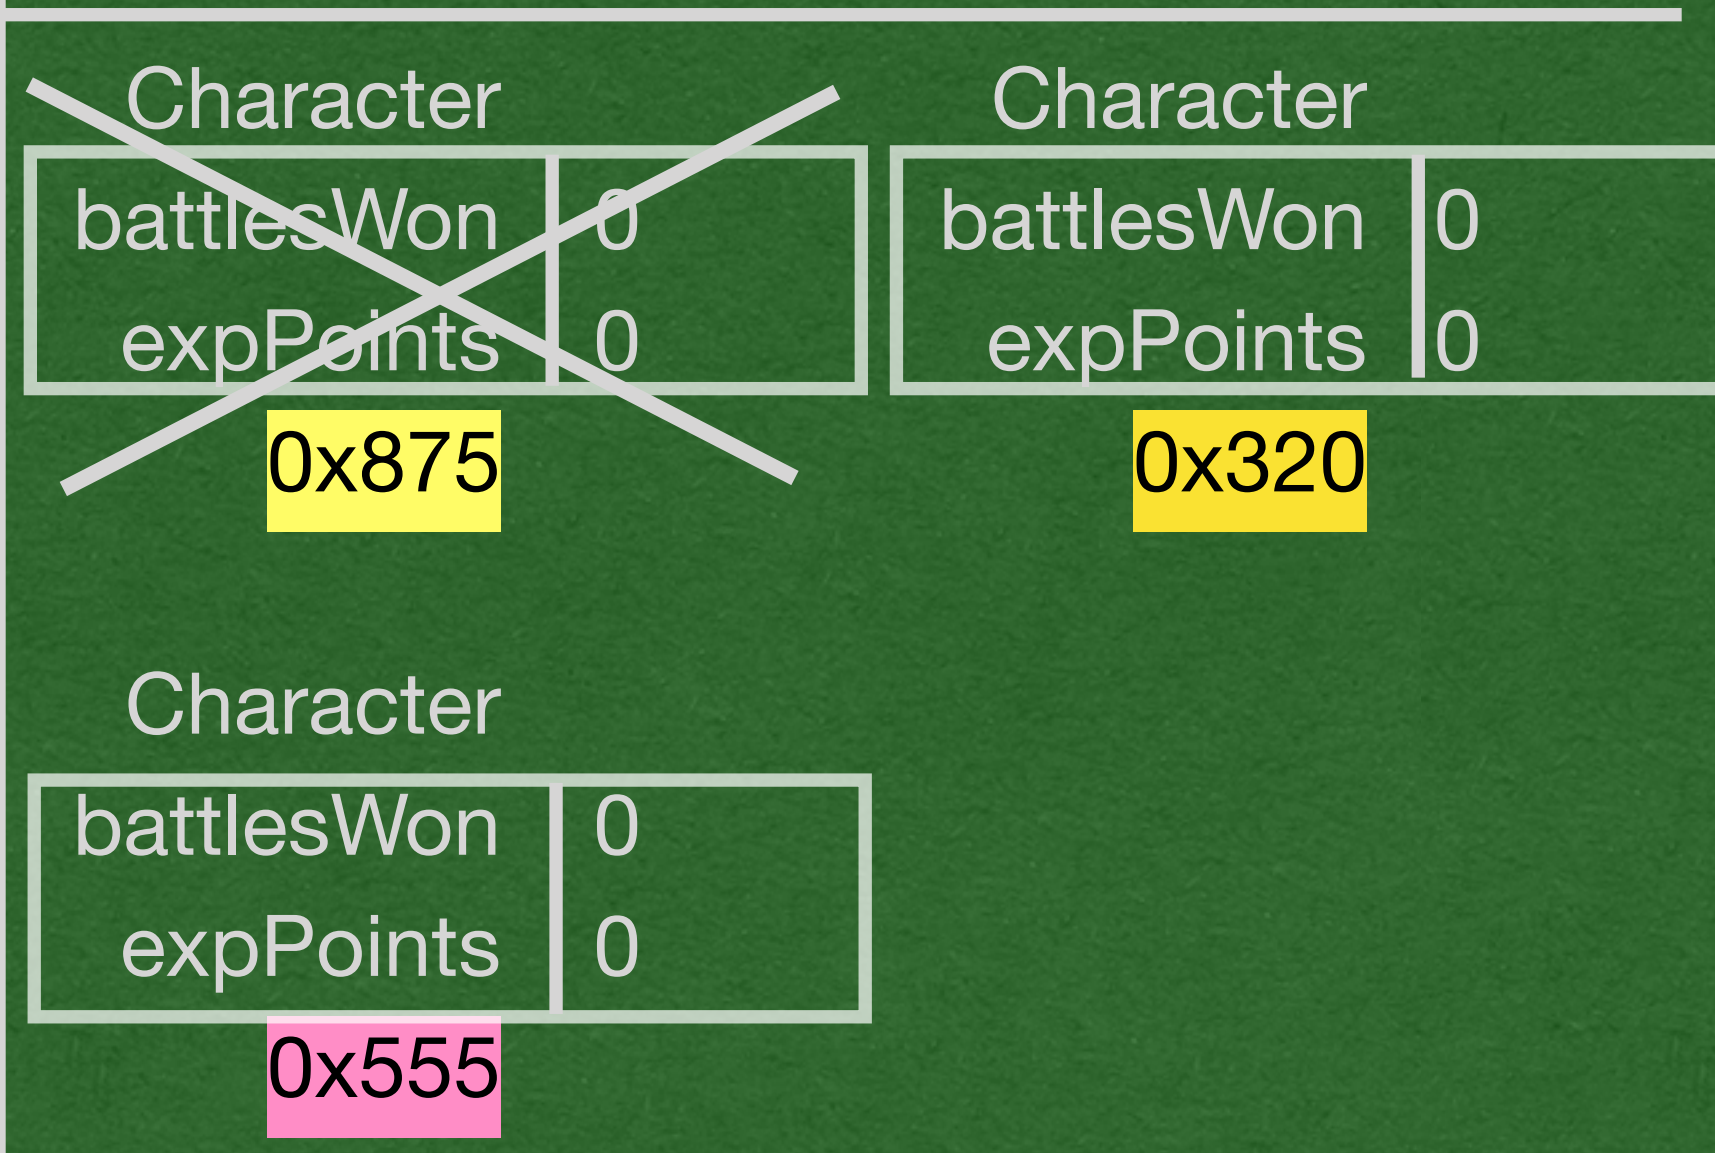 Character
battlesWon 0
expPoints 0
0x875
Character
battlesWon 0
expPoints 0
0x320
Character
battlesWon 0
expPoints 0
0x555